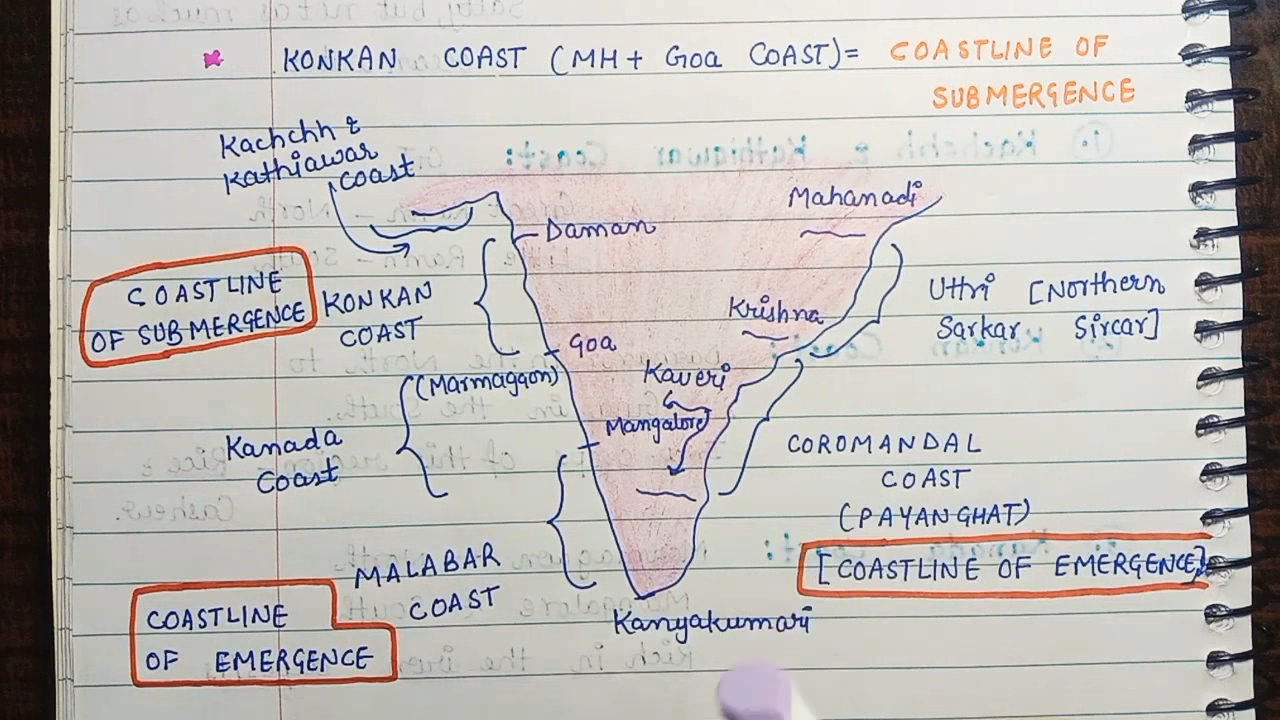 KONKAN COAST (MH + Goa COAST) = COASTLINE OF
SUBMERGENCE
Kachchh &
Kathiawar
Coast
Mahanadi
Daman
COASTLINE
OF SUBMERGENCE
KONKAN
COAST
Krishna
Uttri [Northern
Sarkar Sircar]
Goa
(Marmagaon)
Kaveri
Mangalore
Kanada
Coast
COROMANDAL
COAST
(PAYANGHAT)
[COASTLINE OF EMERGENCE]
MALABAR
COAST
COASTLINE
OF EMERGENCE
Kanyakumari